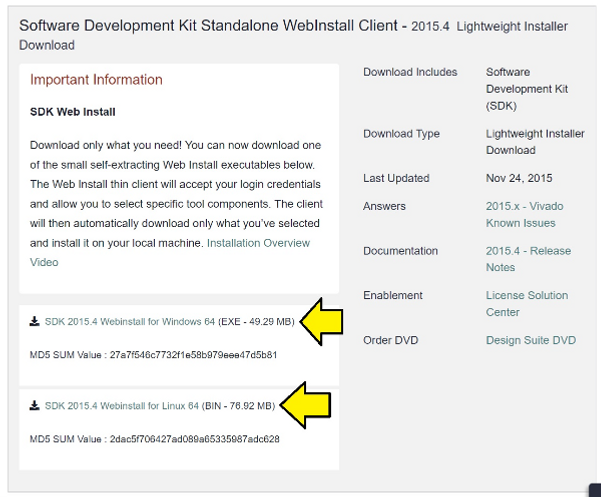 Software Development Kit Standalone WebInstall Client - 2015.4 Lightweight Installer
Download
Important Information
SDK Web Install
Download only what you need! You can now download one
of the small self-extracting Web Install executables below.
The Web Install thin client will accept your login credentials
and allow you to select specific tool components. The client
will then automatically download only what you've selected
and install it on your local machine. Installation Overview
Video
SDK 2015.4 Webinstall for Windows 64 (EXE - 49.29 MB)
MD5 SUM Value : 27a7f546c7732f1e58b979eee47d5b81
SDK 2015.4 Webinstall for Linux 64 (BIN - 76.92 MB)
MD5 SUM Value : 2dac5f706427ad089a65335987adc628
Download Includes
Software
Development Kit
(SDK)
Download Type
Lightweight Installer
Download
Last Updated
Nov 24, 2015
Answers
2015.x - Vivado
Known Issues
Documentation
2015.4 - Release
Notes
Enablement
License Solution
Center
Order DVD
Design Suite DVD